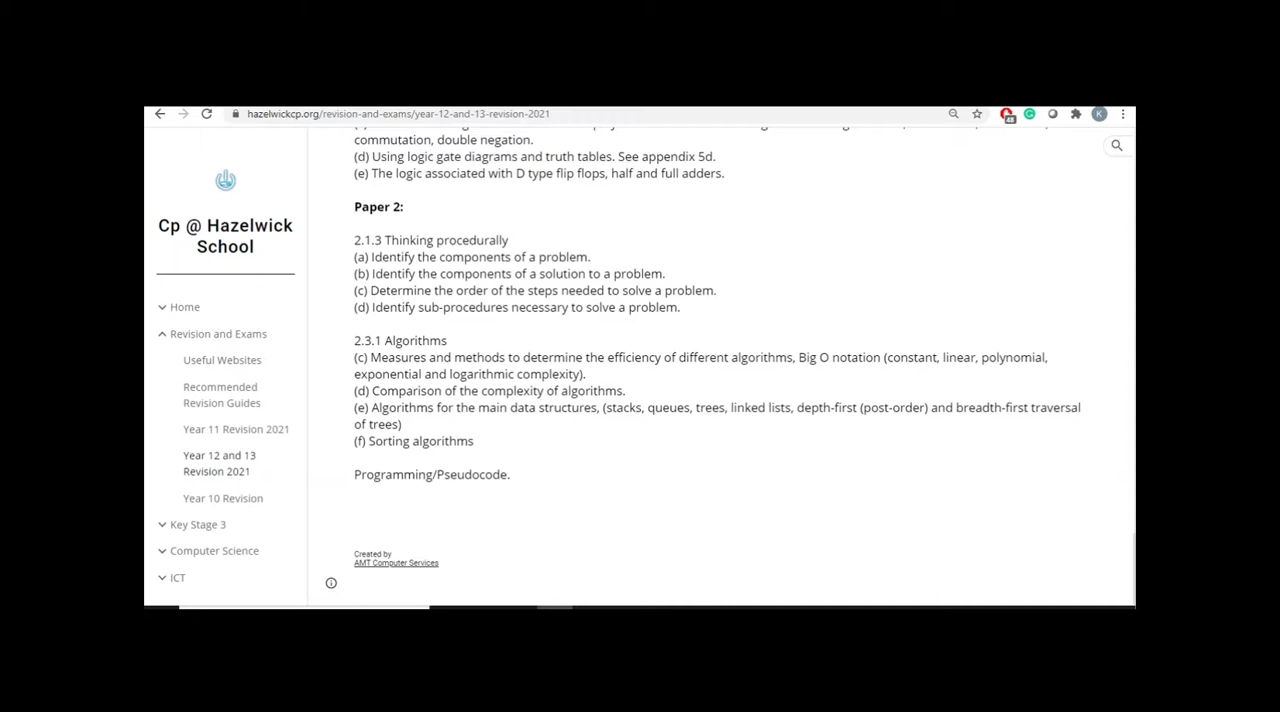 hazelwickcp.org/revision-and-exams/year-12-and-13-revision-2021
48
K
commutation, double negation.
(d) Using logic gate diagrams and truth tables. See appendix 5d.
(e) The logic associated with D type flip flops, half and full adders.
Cp @ Hazelwick
School
Home
Revision and Exams
Useful Websites
Recommended
Revision Guides
Year 11 Revision 2021
Year 12 and 13
Revision 2021
Year 10 Revision
Key Stage 3
Computer Science
ICT
Paper 2:
2.1.3 Thinking procedurally
(a) Identify the components of a problem.
(b) Identify the components of a solution to a problem.
(c) Determine the order of the steps needed to solve a problem.
(d) Identify sub-procedures necessary to solve a problem.
2.3.1 Algorithms
(c) Measures and methods to determine the efficiency of different algorithms, Big O notation (constant, linear, polynomial,
exponential and logarithmic complexity).
(d) Comparison of the complexity of algorithms.
(e) Algorithms for the main data structures, (stacks, queues, trees, linked lists, depth-first (post-order) and breadth-first traversal
of trees)
(f) Sorting algorithms
Programming/Pseudocode.
Created by
AMT Computer Services